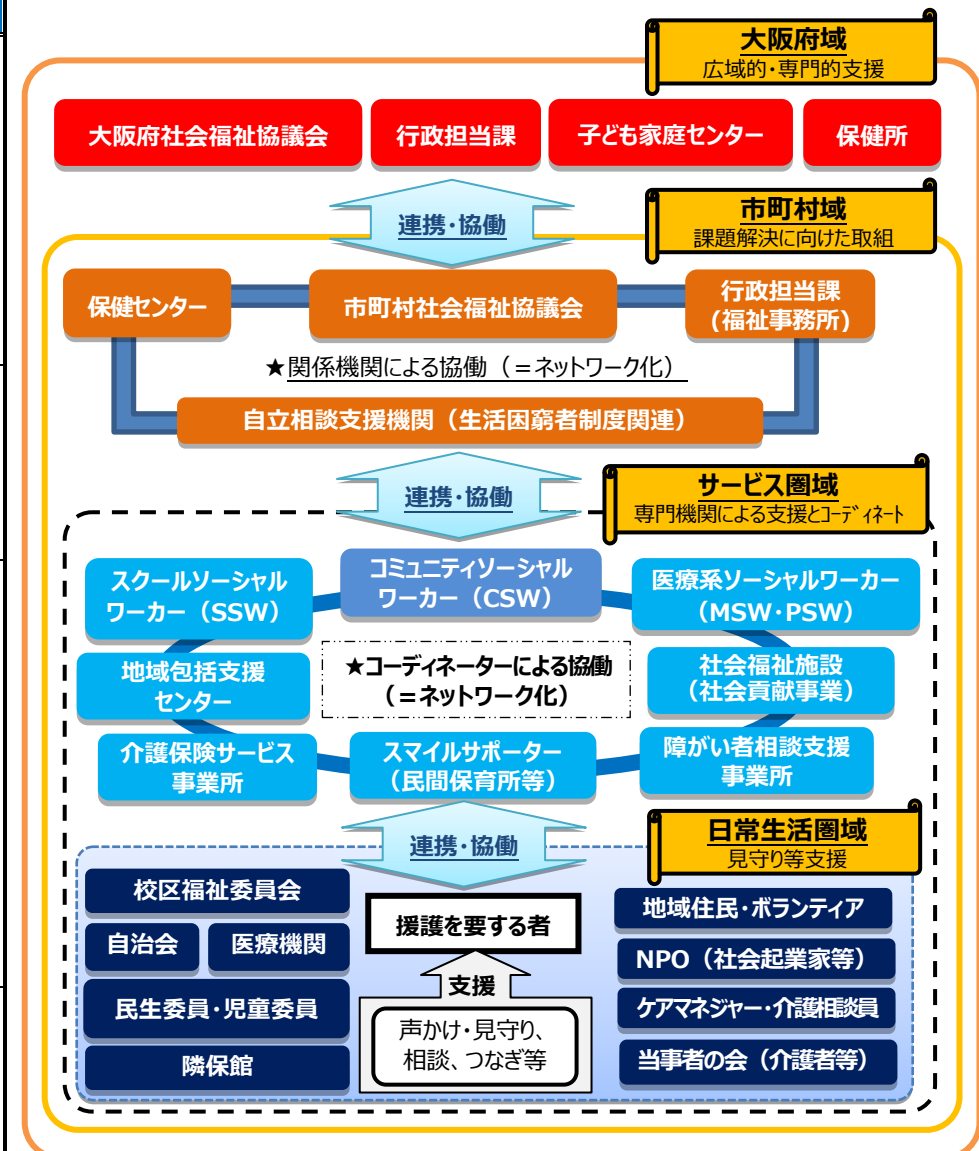 大阪府域
広域的・専門的支援
大阪府社会福祉協議会
行政担当課
子ども家庭センター
保健所
連携・協働
市町村域
課題解決に向けた取組
保健センター
市町村社会福祉協議会
行政担当課
(福祉事務所)
★関係機関による協働（＝ネットワーク化）
自立相談支援機関（生活困窮者制度関連）
連携・協働
サービス圏域
専門機関による支援とコーディネート
スクールソーシャル
ワーカー（SSW）
コミュニティソーシャル
ワーカー（CSW）
医療系ソーシャルワーカー
（MSW・PSW）
地域包括支援
センター
★コーディネーターによる協働
（＝ネットワーク化）
社会福祉施設
（社会貢献事業）
介護保険サービス
事業所
スマイルサポーター
（民間保育所等）
障がい者相談支援
事業所
連携・協働
日常生活圏域
見守り等支援
校区福祉委員会
自治会
医療機関
民生委員・児童委員
隣保館
援護を要する者
支援
声かけ・見守り、
相談、つなぎ等
地域住民・ボランティア
NPO（社会起業家等）
ケアマネジャー・介護相談員
当事者の会（介護者等）